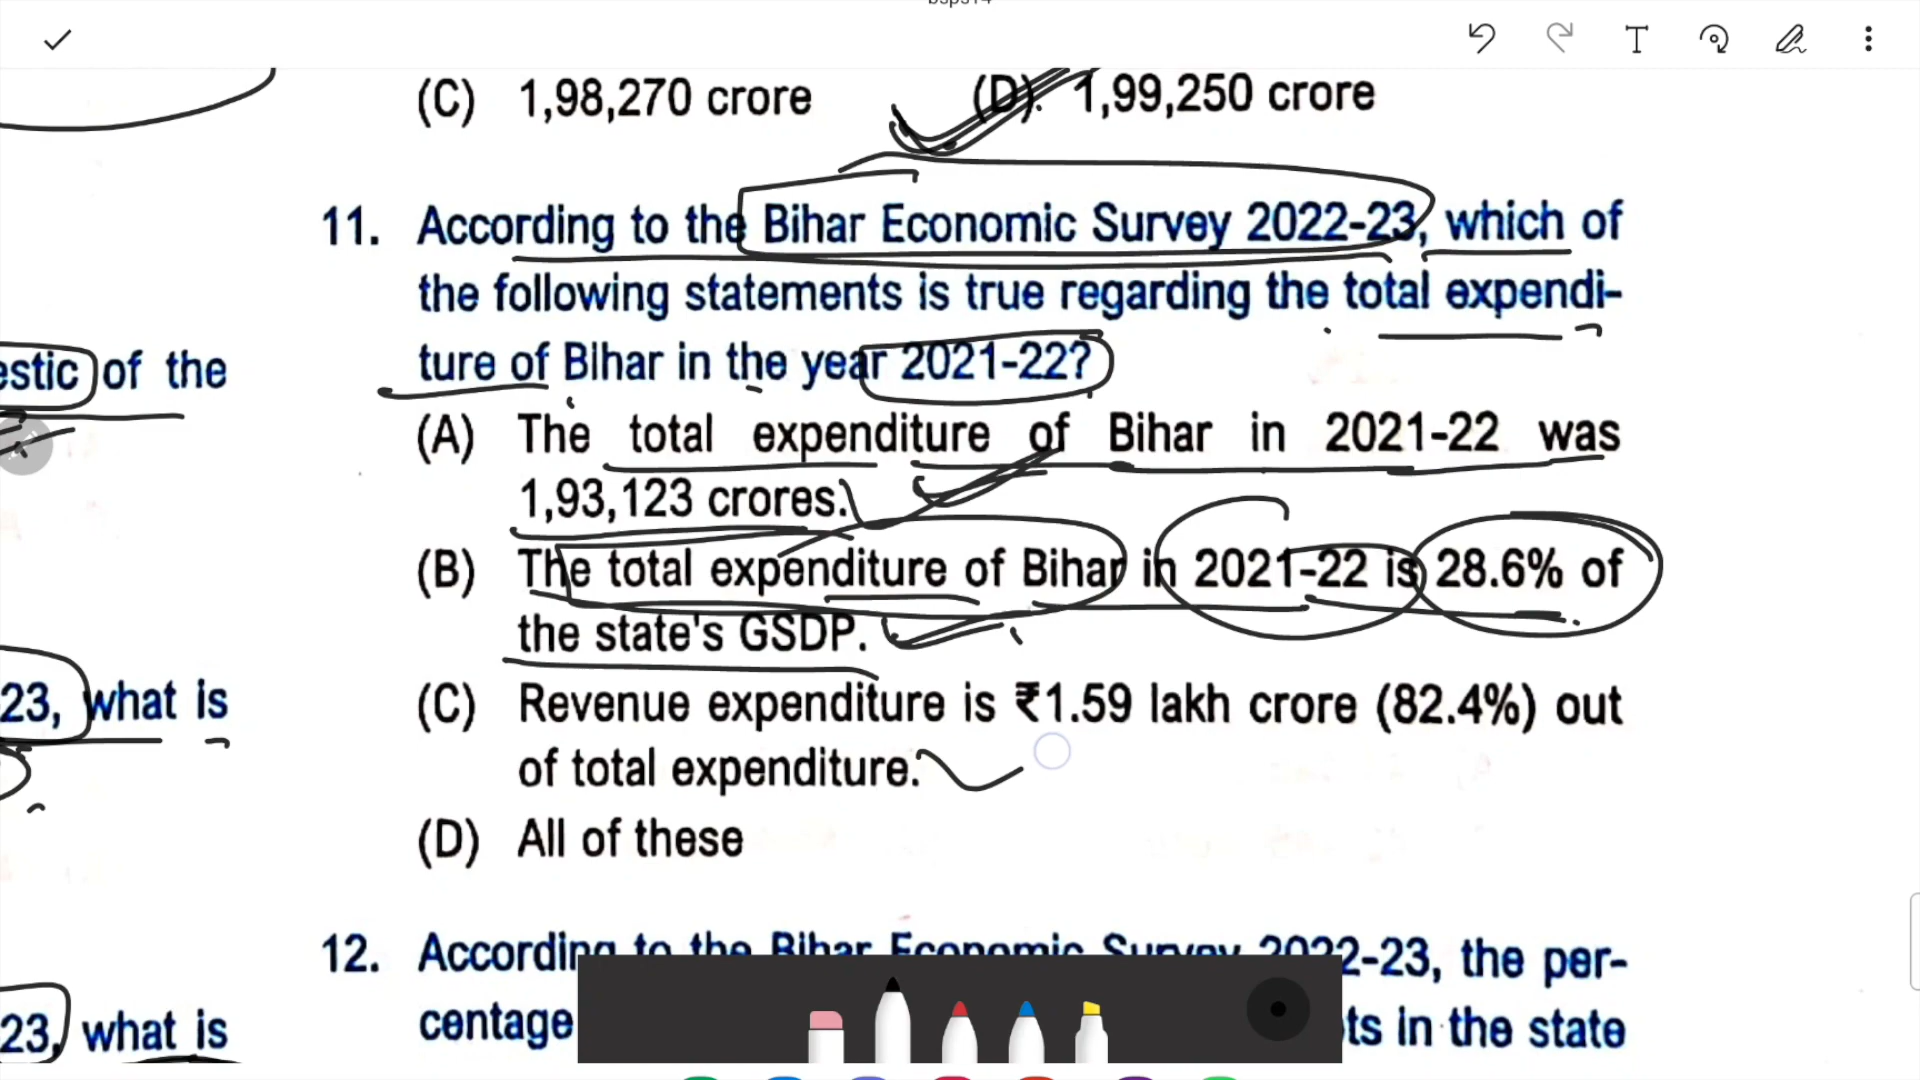 (C) 1,98,270 crore (D). 1,99,250 crore
11. According to the Bihar Economic Survey 2022-23, which of
the following statements is true regarding the total expendi-
ture of Bihar in the year 2021-22?
(A) The total expenditure of Bihar in 2021-22 was
1,93,123 crores.
(B) The total expenditure of Bihar in 2021-22 is 28.6% of
the state's GSDP.
(C) Revenue expenditure is ₹1.59 lakh crore (82.4%) out
of total expenditure.
(D) All of these
12. According to the Bihar Economic Survey 2022-23, the per-
centage ts in the state
estic of the
23, what is
23, what is